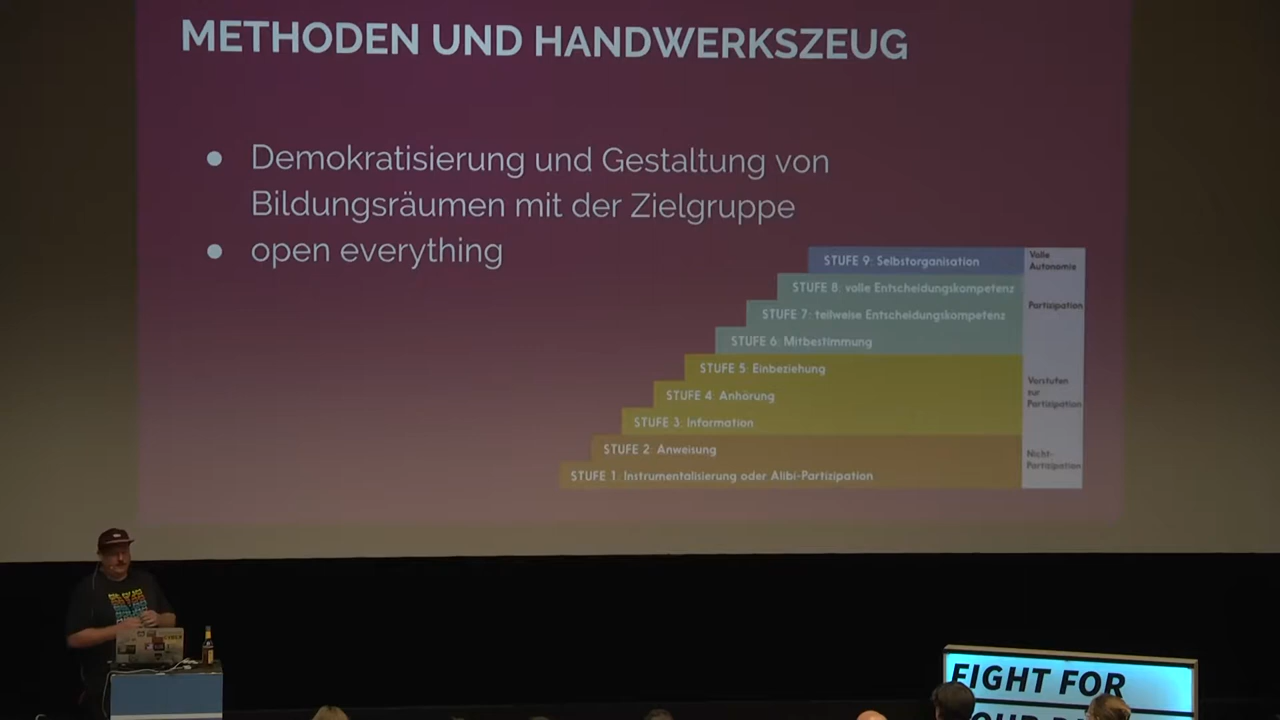 METHODEN UND HANDWERKSZEUG
● Demokratisierung und Gestaltung von
Bildungsräumen mit der Zielgruppe
● open everything
STUFE 9: Selbstorganisation
STUFE 8: volle Entscheidungskompetenz
STUFE 7: teilweise Entscheidungskompetenz
STUFE 6: Mitbestimmung
STUFE 5: Einbeziehung
STUFE 4: Anhörung
STUFE 3: Information
STUFE 2: Anweisung
STUFE 1: Instrumentalisierung oder Alibi-Partizipation
Volle
Autonomie
Partizipation
Vorstufen
zur
Partizipation
Nicht-
Partizipation
FIGHT FOR